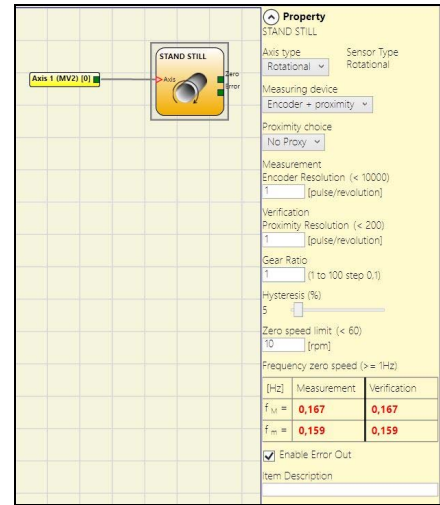 Property
STAND STILL
Axis type Sensor Type
Rotational Rotational
Measuring device
Encoder + proximity
Proximity choice
No Proxy
Measurement
Encoder Resolution (< 10000)
1 [pulse/revolution]
Verification
Proximity Resolution (< 200)
1 [pulse/revolution]
Gear Ratio
1 (1 to 100 step 0,1)
Hysteresis (%)
5
Zero speed limit (< 60)
10 [rpm]
Frequency zero speed (>= 1Hz)
[Hz] Measurement Verification
f M = 0,167 0,167
f m = 0,159 0,159
Enable Error Out
Item Description
STAND STILL
Axis 1 (MV2) [0]
Axis
Zero
Error